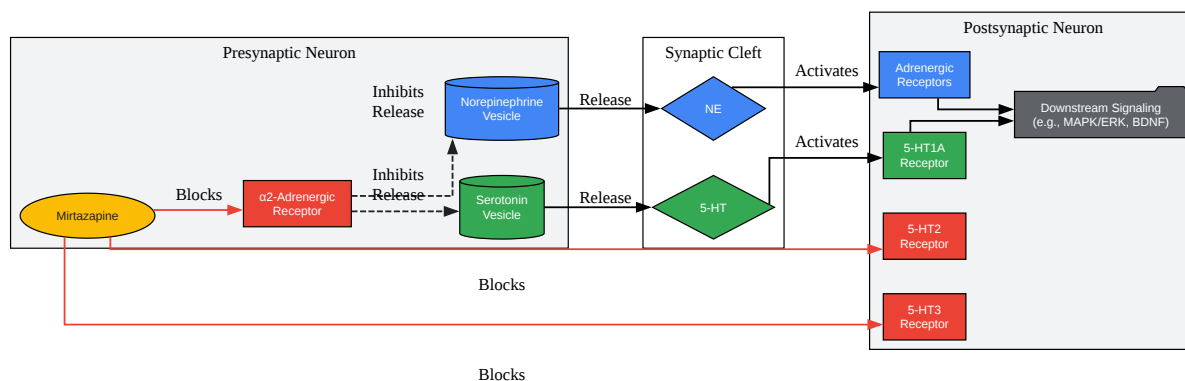 Presynaptic Neuron
Synaptic Cleft
Postsynaptic Neuron
Inhibits
Release
Norepinephrine
Vesicle
Release
NE
Activates
Adrenergic
Receptors
Downstream Signaling
(e.g., MAPK/ERK, BDNF)
Mirtazapine
Blocks
α2-Adrenergic
Receptor
Inhibits
Release
Serotonin
Vesicle
Release
5-HT
Activates
5-HT1A
Receptor
5-HT2
Receptor
Blocks
5-HT3
Receptor
Blocks